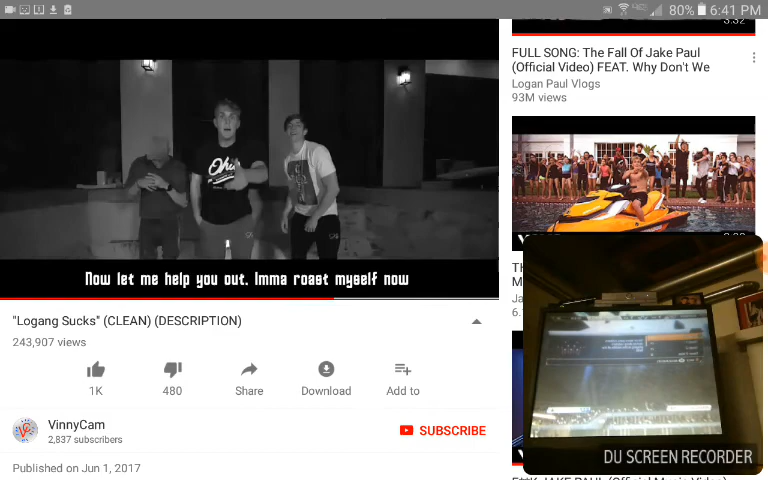 80% 6:41 PM
3:32
FULL SONG: The Fall Of Jake Paul
(Official Video) FEAT. Why Don't We
Logan Paul Vlogs
93M views
Ohio
Now let me help you out. Imma roast myself now
"Logang Sucks" (CLEAN) (DESCRIPTION)
243,907 views
1K
480
Share
Download
Add to
VinnyCam
2,837 subscribers
SUBSCRIBE
Published on Jun 1, 2017
DU SCREEN RECORDER